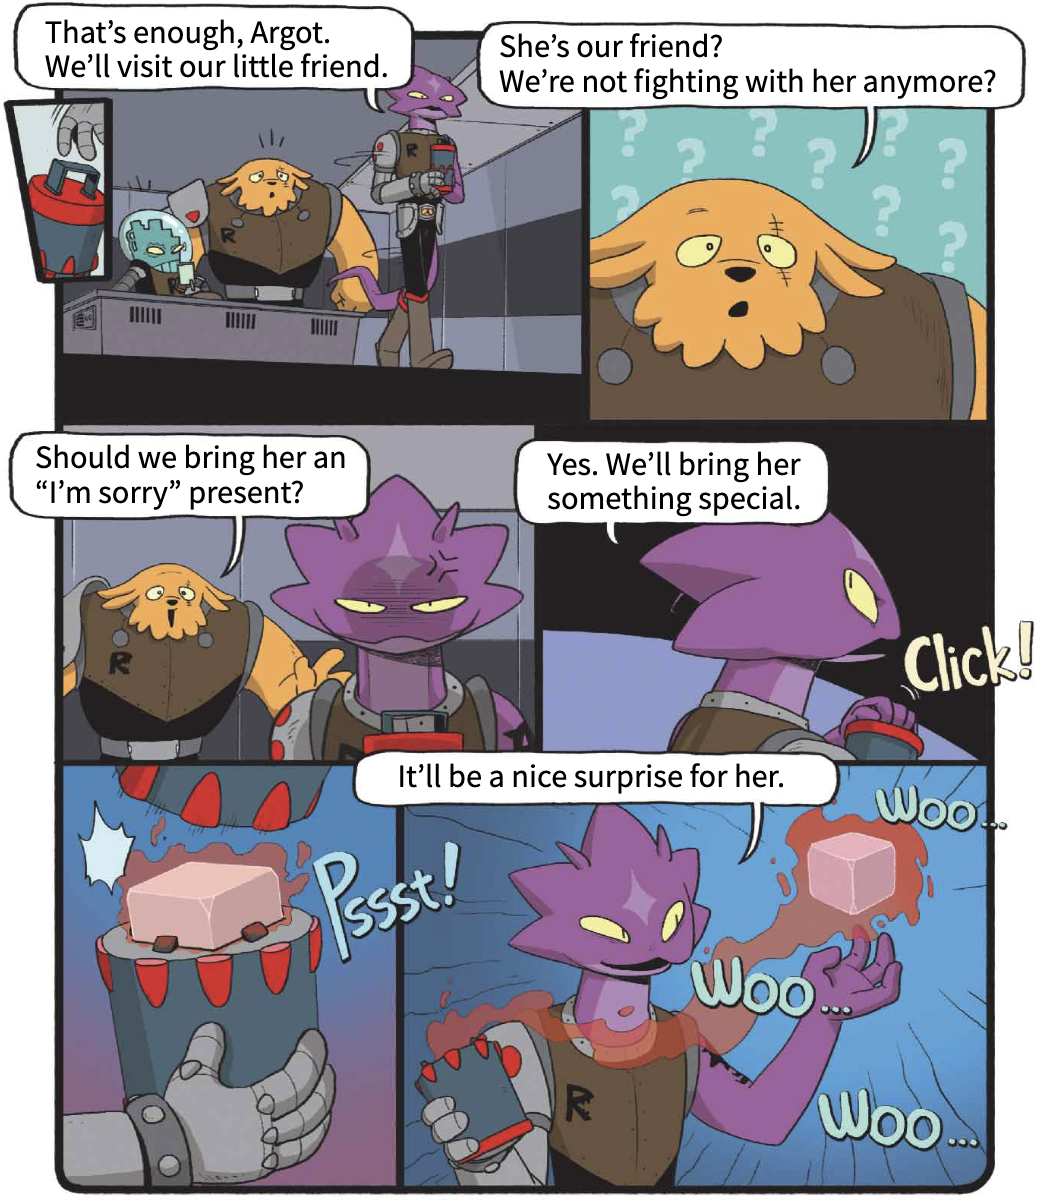 That's enough, Argot.
We'll visit our little friend.
She's our friend?
We're not fighting with her anymore?
R
R
? ? ? ? ? ? ? ?
Should we bring her an
“I'm sorry” present?
R
Yes. We'll bring her
something special.
Click!
It'll be a nice surprise for her.
Pssst!
Woo...
Woo...
R
Woo...